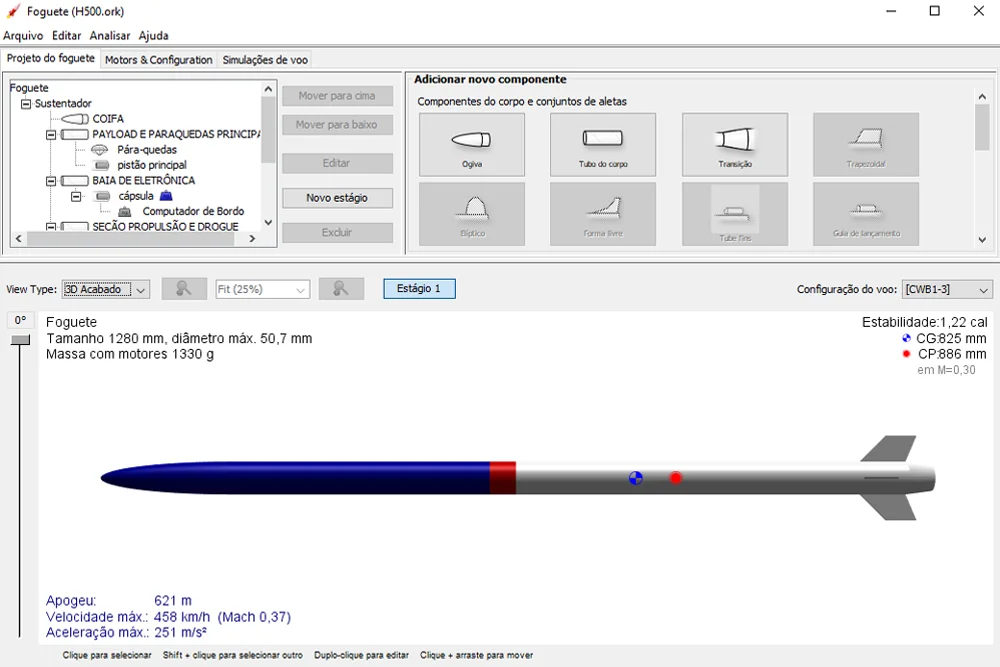 Foguete (H500.ork)
Arquivo Editar Analisar Ajuda
Projeto do foguete Motors & Configuration Simulações de voo
Foguete
Sustentador
COIFA
PAYLOAD E PARAQUEDAS PRINCIPA
Pára-quedas
pistão principal
BAIA DE ELETRÔNICA
cápsula
Computador de Bordo
SECÃO PROPULSÃO E DROGUE
Mover para cima
Mover para baixo
Editar
Novo estágio
Excluir
Adicionar novo componente
Componentes do corpo e conjuntos de aletas
Ogiva Tubo do corpo Transição Trapezoidal
Elíptico Forma livre Tube fins Guia de lançamento
View Type: 3D Acabado Fit (25%) Estágio 1 Configuração do voo: [CWB1-3]
0°
Foguete
Tamanho 1280 mm, diâmetro máx. 50,7 mm
Massa com motores 1330 g
Estabilidade:1,22 cal
CG:825 mm
CP:886 mm
em M=0,30
Apogeu: 621 m
Velocidade máx.: 458 km/h (Mach 0,37)
Aceleração máx.: 251 m/s²
Clique para selecionar Shift + clique para selecionar outro Duplo-clique para editar Clique + arraste para mover